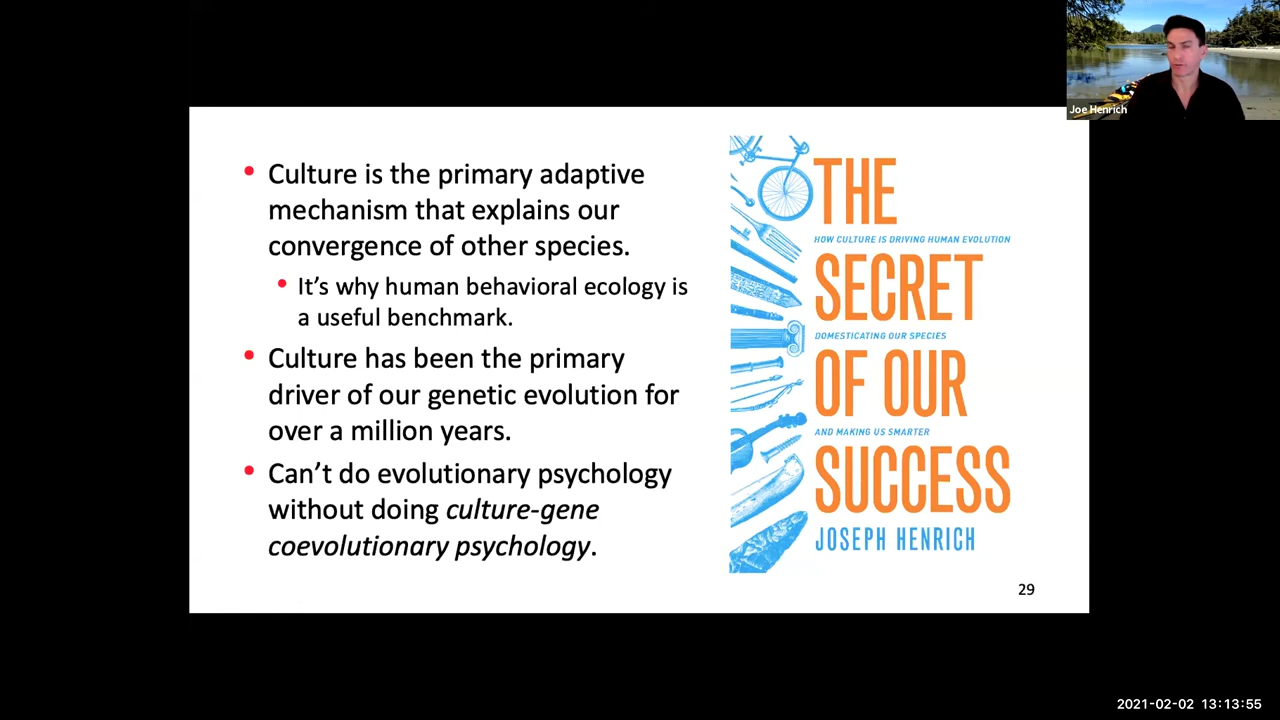 Joe Henrich
• Culture is the primary adaptive
mechanism that explains our
convergence of other species.
• It's why human behavioral ecology is
a useful benchmark.
• Culture has been the primary
driver of our genetic evolution for
over a million years.
• Can't do evolutionary psychology
without doing culture-gene
coevolutionary psychology.
THE
HOW CULTURE IS DRIVING HUMAN EVOLUTION
SECRET
DOMESTICATING OUR SPECIES
OF OUR
AND MAKING US SMARTER
SUCCESS
JOSEPH HENRICH
29
2021-02-02 13:13:55